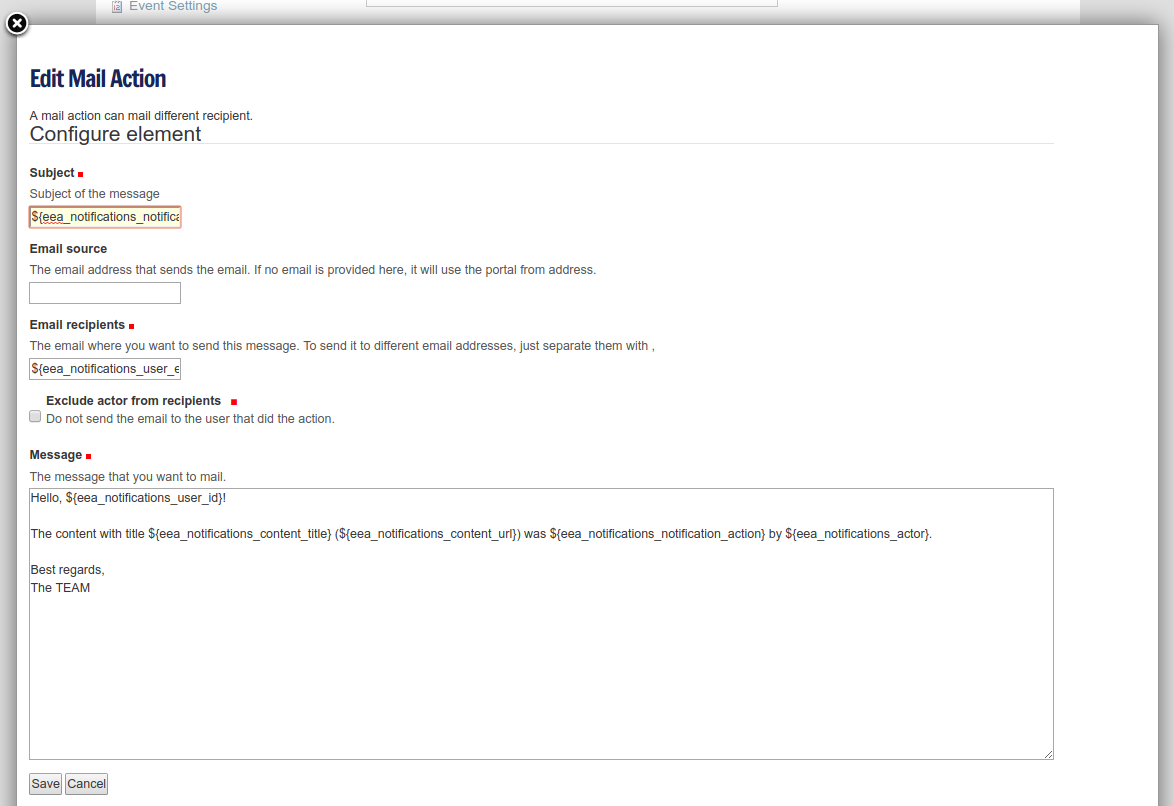 Event Settings
Edit Mail Action
A mail action can mail different recipient.
Configure element
Subject
Subject of the message
${eea_notifications_notifica
Email source
The email address that sends the email. If no email is provided here, it will use the portal from address.
Email recipients
The email where you want to send this message. To send it to different email addresses, just separate them with ,
${eea_notifications_user_e
Exclude actor from recipients
Do not send the email to the user that did the action.
Message
The message that you want to mail.
Hello, ${eea_notifications_user_id}!
The content with title ${eea_notifications_content_title} (${eea_notifications_content_url}) was ${eea_notifications_notification_action} by ${eea_notifications_actor}.
Best regards,
The TEAM
Save Cancel